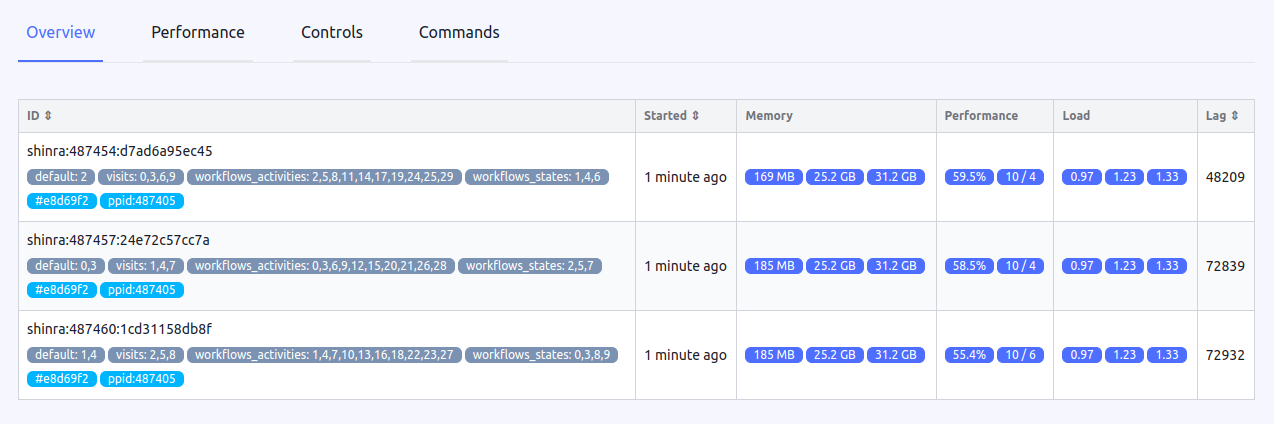 Overview Performance Controls Commands
ID ⇕ Started ⇕ Memory Performance Load Lag ⇕
shinra:487454:d7ad6a95ec45
default: 2 visits: 0,3,6,9 workflows_activities: 2,5,8,11,14,17,19,24,25,29 workflows_states: 1,4,6 1 minute ago 169 MB 25.2 GB 31.2 GB 59.5% 10 / 4 0.97 1.23 1.33 48209
#e8d69f2 ppid:487405
shinra:487457:24e72c57cc7a
default: 0,3 visits: 1,4,7 workflows_activities: 0,3,6,9,12,15,20,21,26,28 workflows_states: 2,5,7 1 minute ago 185 MB 25.2 GB 31.2 GB 58.5% 10 / 4 0.97 1.23 1.33 72839
#e8d69f2 ppid:487405
shinra:487460:1cd31158db8f
default: 1,4 visits: 2,5,8 workflows_activities: 1,4,7,10,13,16,18,22,23,27 workflows_states: 0,3,8,9 1 minute ago 185 MB 25.2 GB 31.2 GB 55.4% 10 / 6 0.97 1.23 1.33 72932
#e8d69f2 ppid:487405